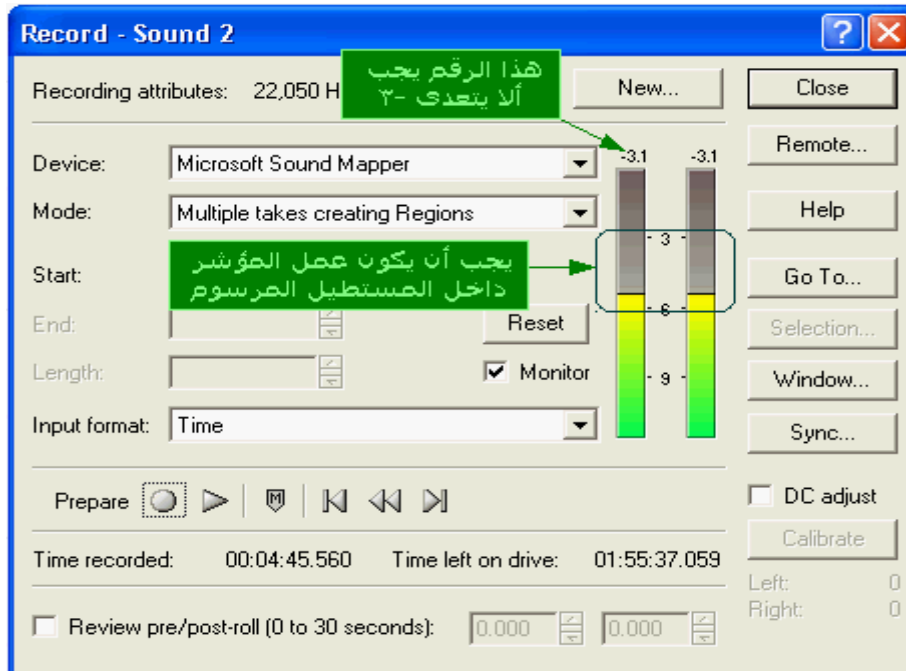 Record - Sound 2
Recording attributes: 22,050 H
هذا الرقم يجب
ألا يتعدى -٢
New...
Close
Device: Microsoft Sound Mapper
-3.1 -3.1
Remote...
Mode: Multiple takes creating Regions
Help
3
يجب أن يكون عمل المؤشر
داخل المستطيل المرسوم
Start:
Go To...
End:
Reset
6
Selection...
Length:
Monitor
9
Window...
Input format: Time
Sync...
Prepare
M
DC adjust
Calibrate
Time recorded: 00:04:45.560 Time left on drive: 01:55:37.059
Left: 0
Right: 0
Review pre/post-roll (0 to 30 seconds): 0.000 0.000